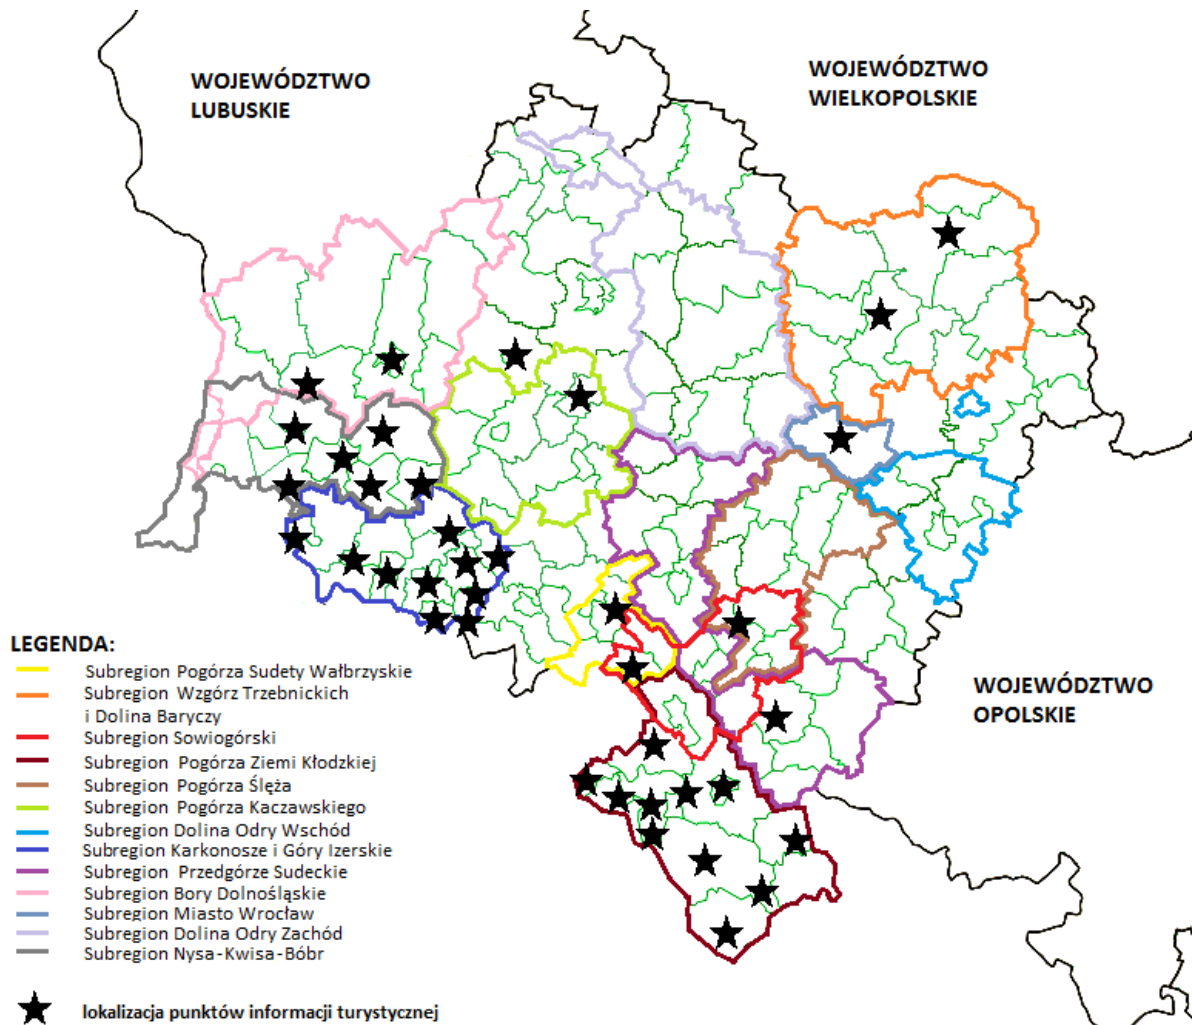 WOJEWÓDZTWO
LUBUSKIE
WOJEWÓDZTWO
WIELKOPOLSKIE
LEGENDA:
Subregion Pogórza Sudety Wałbrzyskie
Subregion Wzgórz Trzebnickich
i Dolina Baryczy
Subregion Sowiogórski
Subregion Pogórza Ziemi Kłodzkiej
Subregion Pogórza Ślęża
Subregion Pogórza Kaczawskiego
Subregion Dolina Odry Wschód
Subregion Karkonosze i Góry Izerskie
Subregion Przedgórze Sudeckie
Subregion Bory Dolnośląskie
Subregion Miasto Wrocław
Subregion Dolina Odry Zachód
Subregion Nysa-Kwisa-Bóbr
lokalizacja punktów informacji turystycznej
WOJEWÓDZTWO
OPOLSKIE